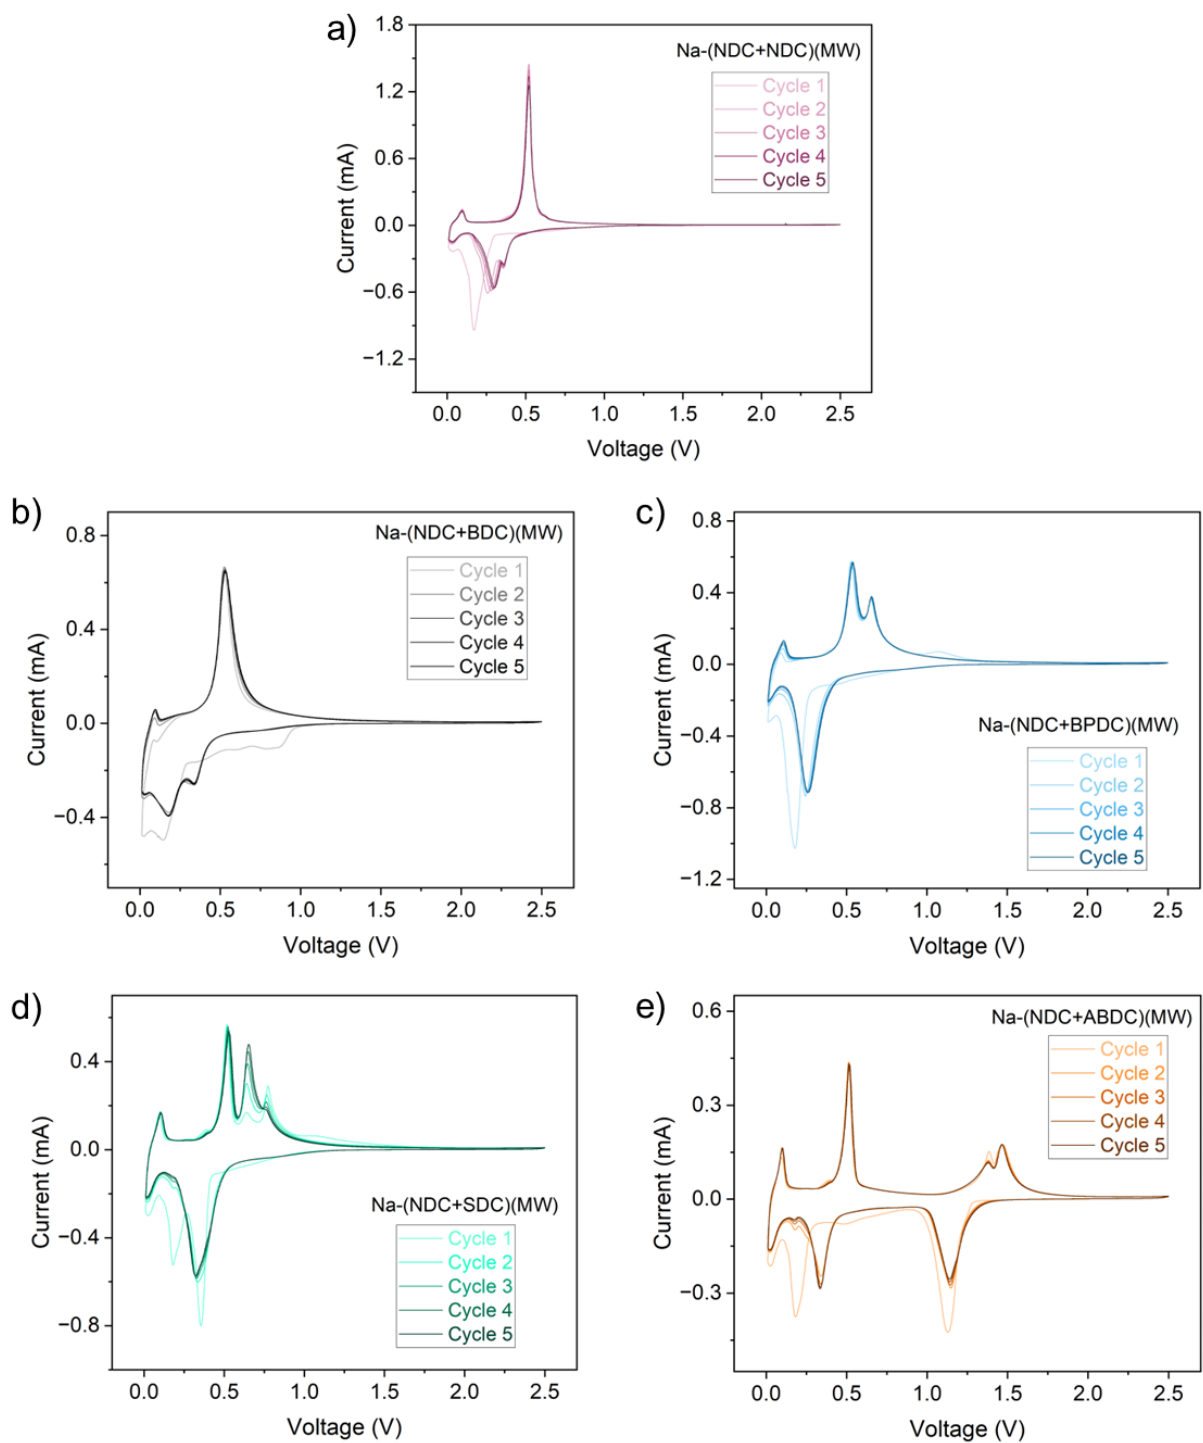 a)
1.8
1.2
0.6
0.0
−0.6
−1.2
Current (mA)
Na-(NDC+NDC)(MW)
Cycle 1
Cycle 2
Cycle 3
Cycle 4
Cycle 5
0.0 0.5 1.0 1.5 2.0 2.5
Voltage (V)
b)
0.8
0.4
0.0
−0.4
Current (mA)
Na-(NDC+BDC)(MW)
Cycle 1
Cycle 2
Cycle 3
Cycle 4
Cycle 5
0.0 0.5 1.0 1.5 2.0 2.5
Voltage (V)
c)
0.8
0.4
0.0
−0.4
−0.8
−1.2
Current (mA)
Na-(NDC+BPDC)(MW)
Cycle 1
Cycle 2
Cycle 3
Cycle 4
Cycle 5
0.0 0.5 1.0 1.5 2.0 2.5
Voltage (V)
d)
0.4
0.0
−0.4
−0.8
Current (mA)
Na-(NDC+SDC)(MW)
Cycle 1
Cycle 2
Cycle 3
Cycle 4
Cycle 5
0.0 0.5 1.0 1.5 2.0 2.5
Voltage (V)
e)
0.6
0.3
0.0
−0.3
Current (mA)
Na-(NDC+ABDC)(MW)
Cycle 1
Cycle 2
Cycle 3
Cycle 4
Cycle 5
0.0 0.5 1.0 1.5 2.0 2.5
Voltage (V)